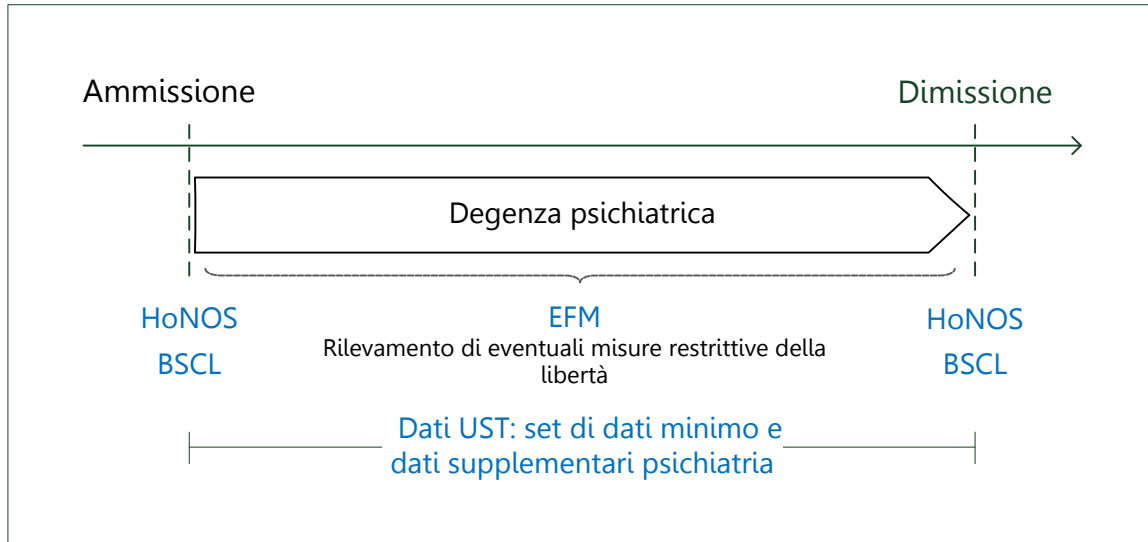 Ammissione
Dimissione
Degenza psichiatrica
HoNOS
BSCL
EFM
Rilevamento di eventuali misure restrittive della
libertà
HoNOS
BSCL
Dati UST: set di dati minimo e
dati supplementari psichiatria